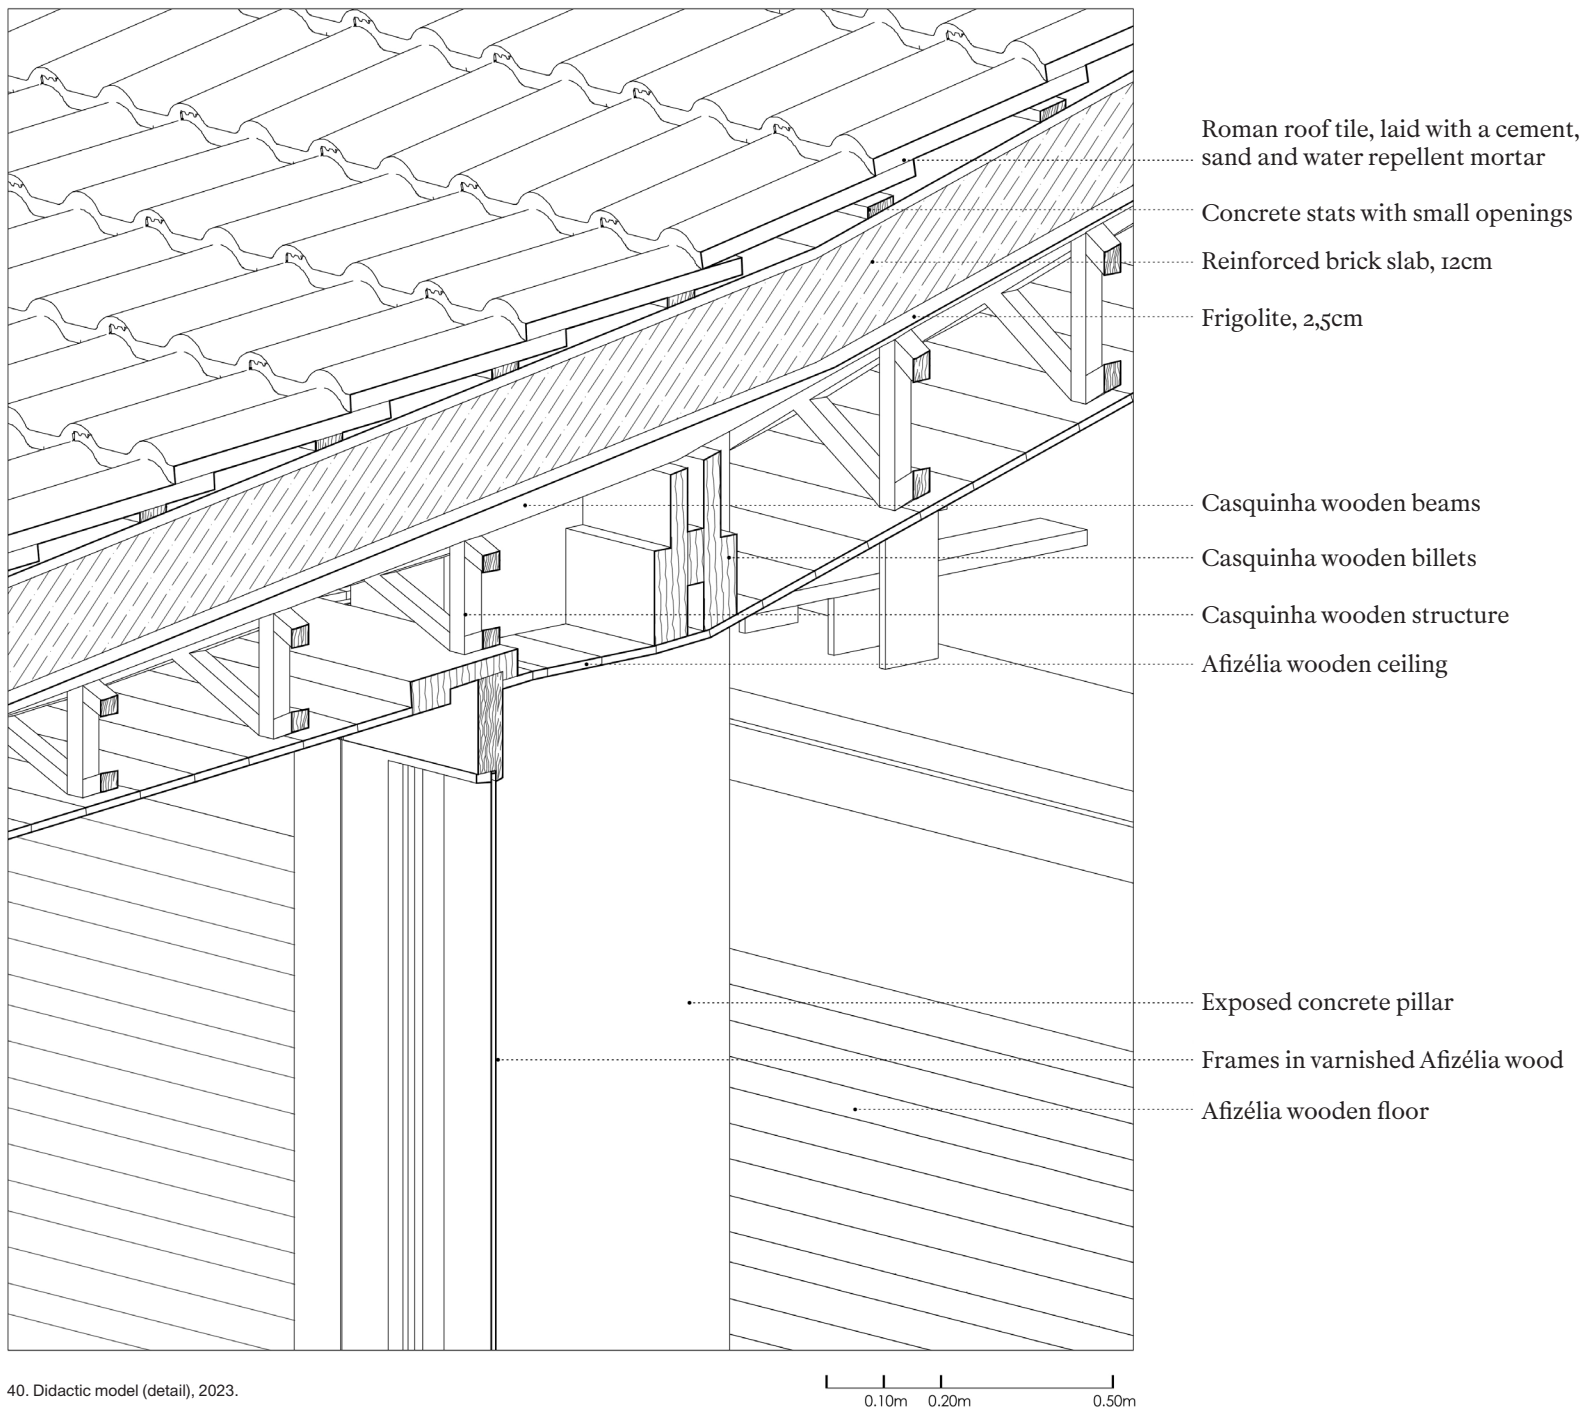 Roman roof tile, laid with a cement,
sand and water repellent mortar
Concrete stats with small openings
Reinforced brick slab, 12cm
Frigolite, 2,5cm
Casquinha wooden beams
Casquinha wooden billets
Casquinha wooden structure
Afizélia wooden ceiling
Exposed concrete pillar
Frames in varnished Afizélia wood
Afizélia wooden floor
40. Didactic model (detail), 2023.
0.10m 0.20m 0.50m